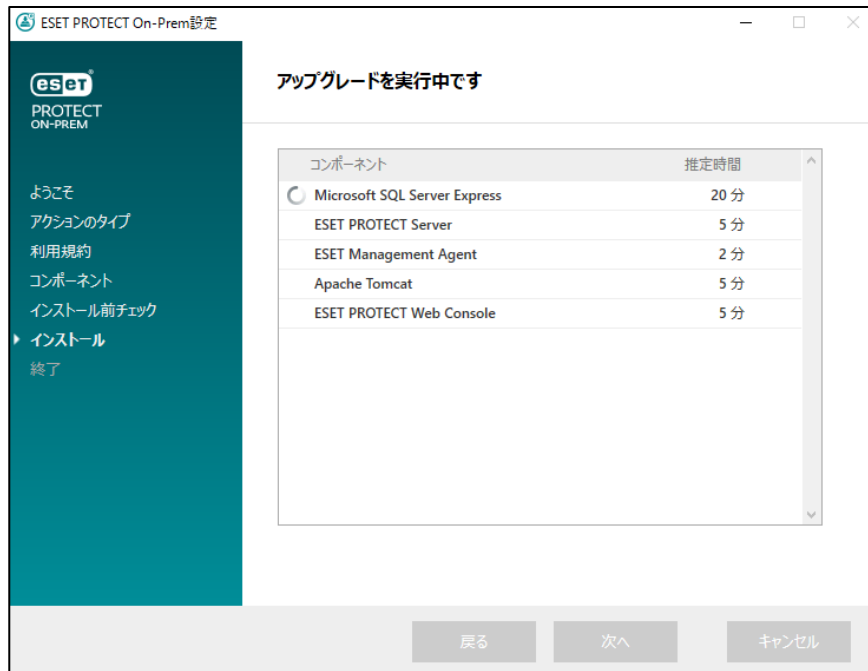 ESET PROTECT On-Prem設定
eset
PROTECT
ON-PREM
ようこそ
アクションのタイプ
利用規約
コンポーネント
インストール前チェック
インストール
終了
アップグレードを実行中です
コンポーネント 推定時間
Microsoft SQL Server Express 20 分
ESET PROTECT Server 5 分
ESET Management Agent 2 分
Apache Tomcat 5 分
ESET PROTECT Web Console 5 分
戻る 次へ キャンセル